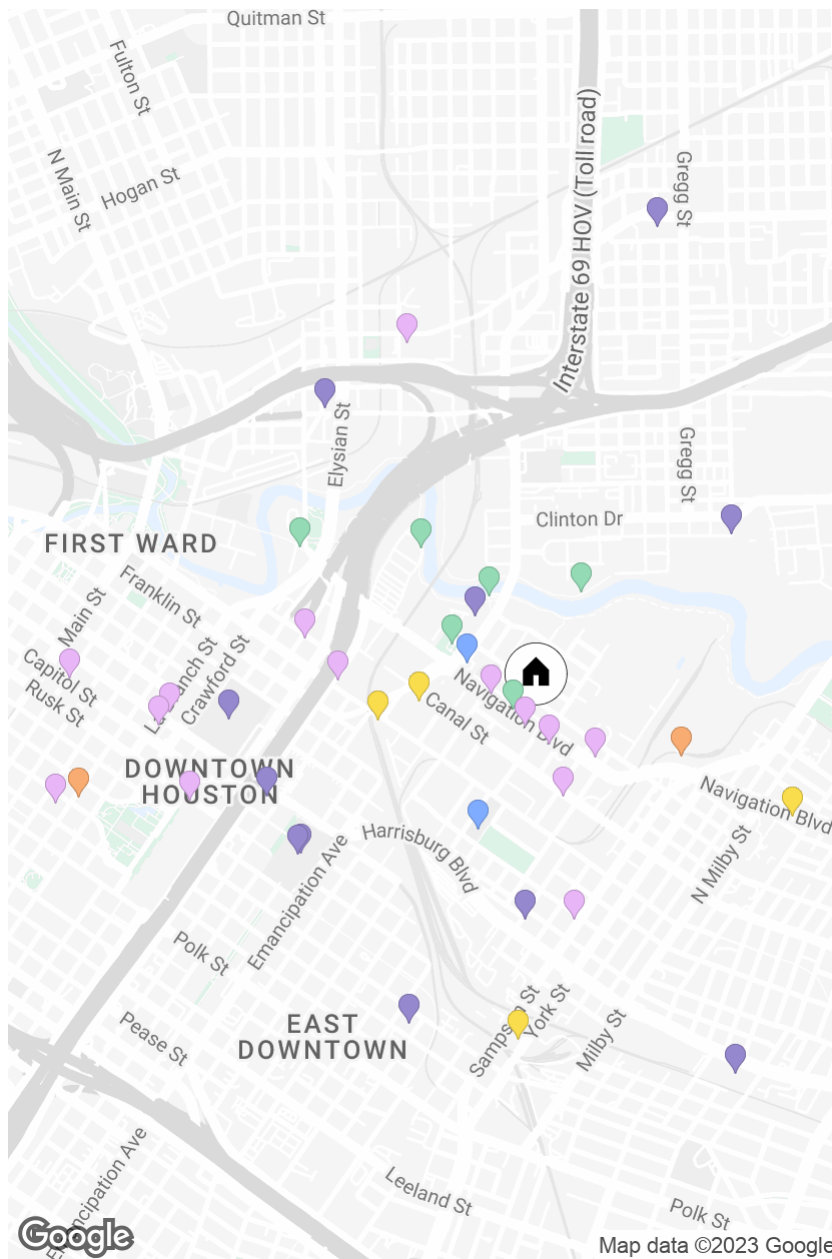 Quitman St
Fulton St
Hogan St
N Main St
Interstate 69 HOV (Toll road)
Gregg St
Elysian St
Gregg St
Clinton Dr
FIRST WARD
Franklin St
Main St
Capitol St
Rusk St
Crawford St
Navigation Blvd
Canal St
DOWNTOWN
HOUSTON
Navigation Blvd
Harrisburg Blvd
Emancipation Ave
N Milby St
Polk St
Sampson St
York St
Milby St
Pease St
EAST
DOWNTOWN
Emancipation Ave
Leeland St
Polk St
Google
Map data ©2023 Google